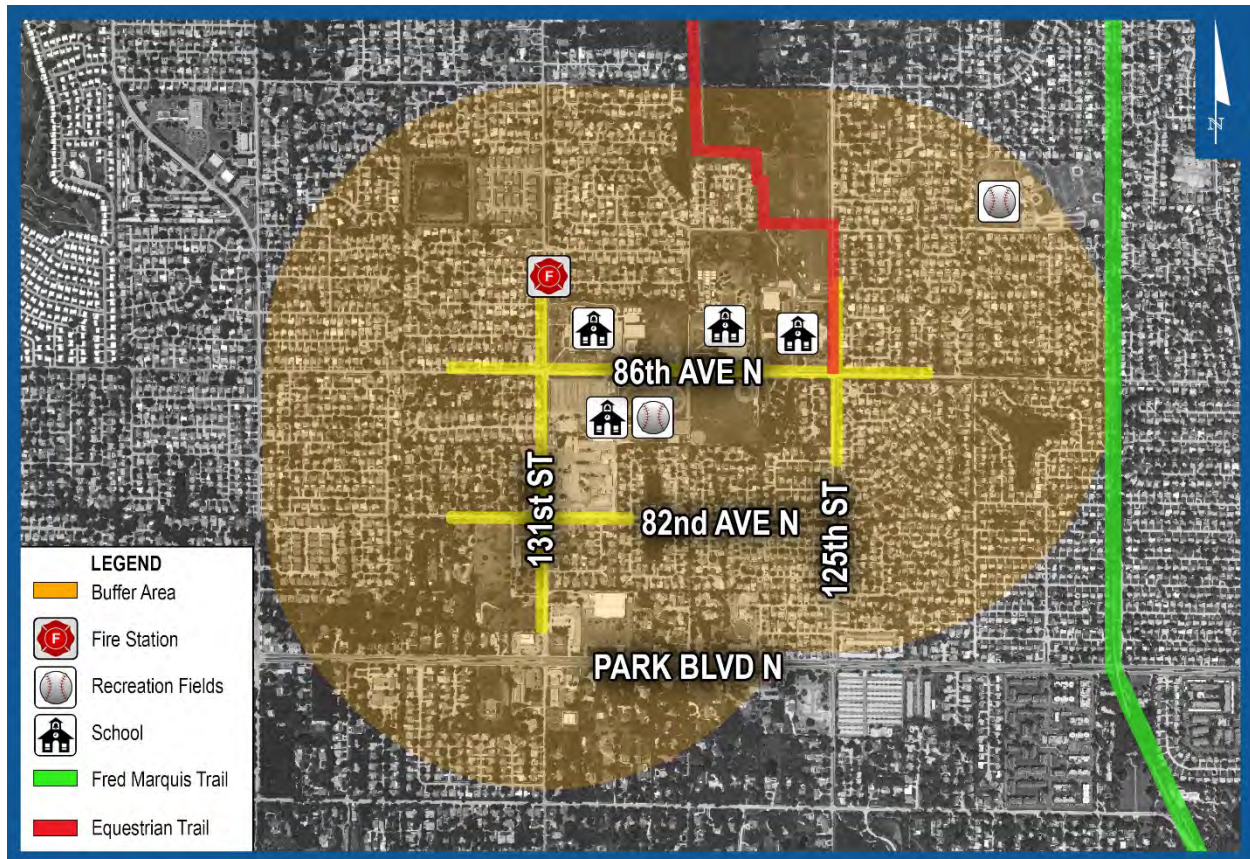 N
F
86th AVE N
131st ST
82nd AVE N
125th ST
PARK BLVD N
LEGEND
Buffer Area
F
Fire Station
Recreation Fields
School
Fred Marquis Trail
Equestrian Trail